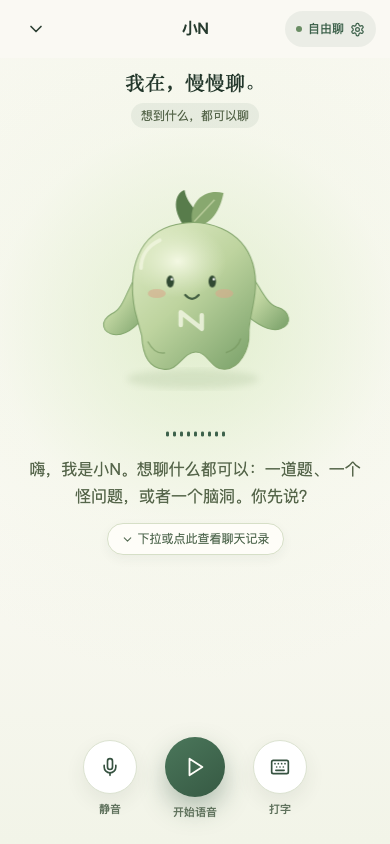 小N
自由聊
我在，慢慢聊。
想到什么，都可以聊
N
嗨，我是小N。想聊什么都可以：一道题、一个
怪问题，或者一个脑洞。你先说？
下拉或点此查看聊天记录
静音
开始语音
打字